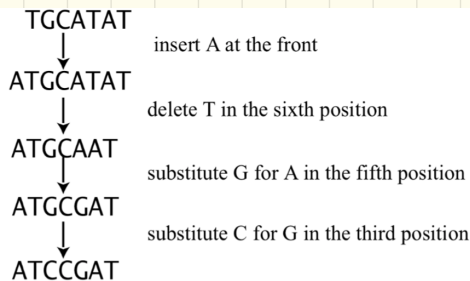 TGCATAT
insert A at the front
ATGCATAT
delete T in the sixth position
ATGCAAT
substitute G for A in the fifth position
ATGCGAT
substitute C for G in the third position
ATCCGAT